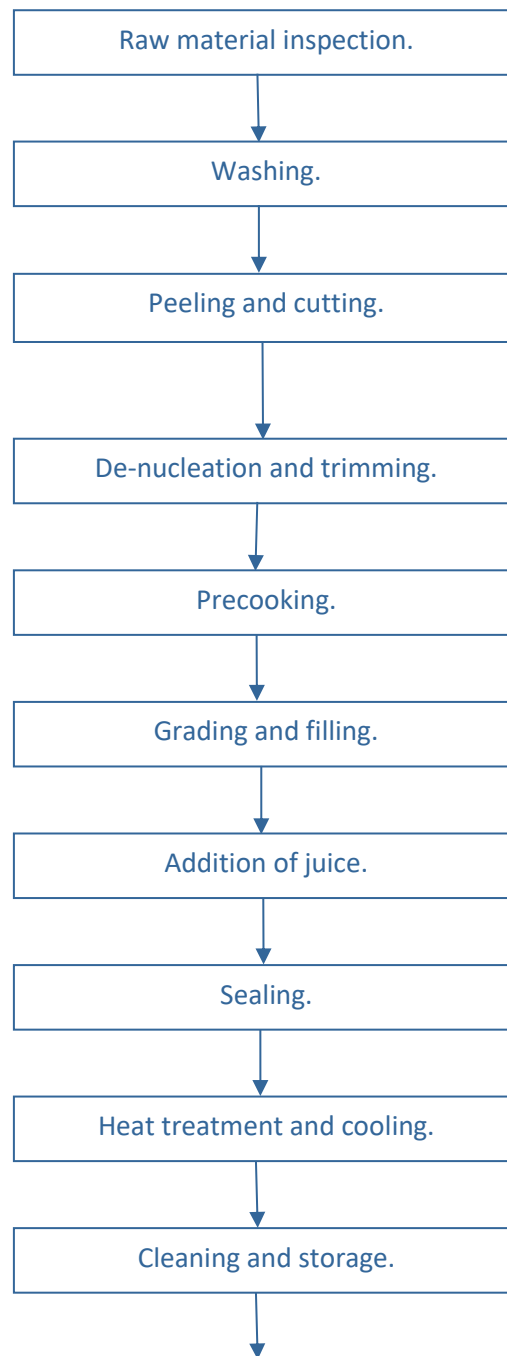 Raw material inspection.
Washing.
Peeling and cutting.
De-nucleation and trimming.
Precooking.
Grading and filling.
Addition of juice.
Sealing.
Heat treatment and cooling.
Cleaning and storage.